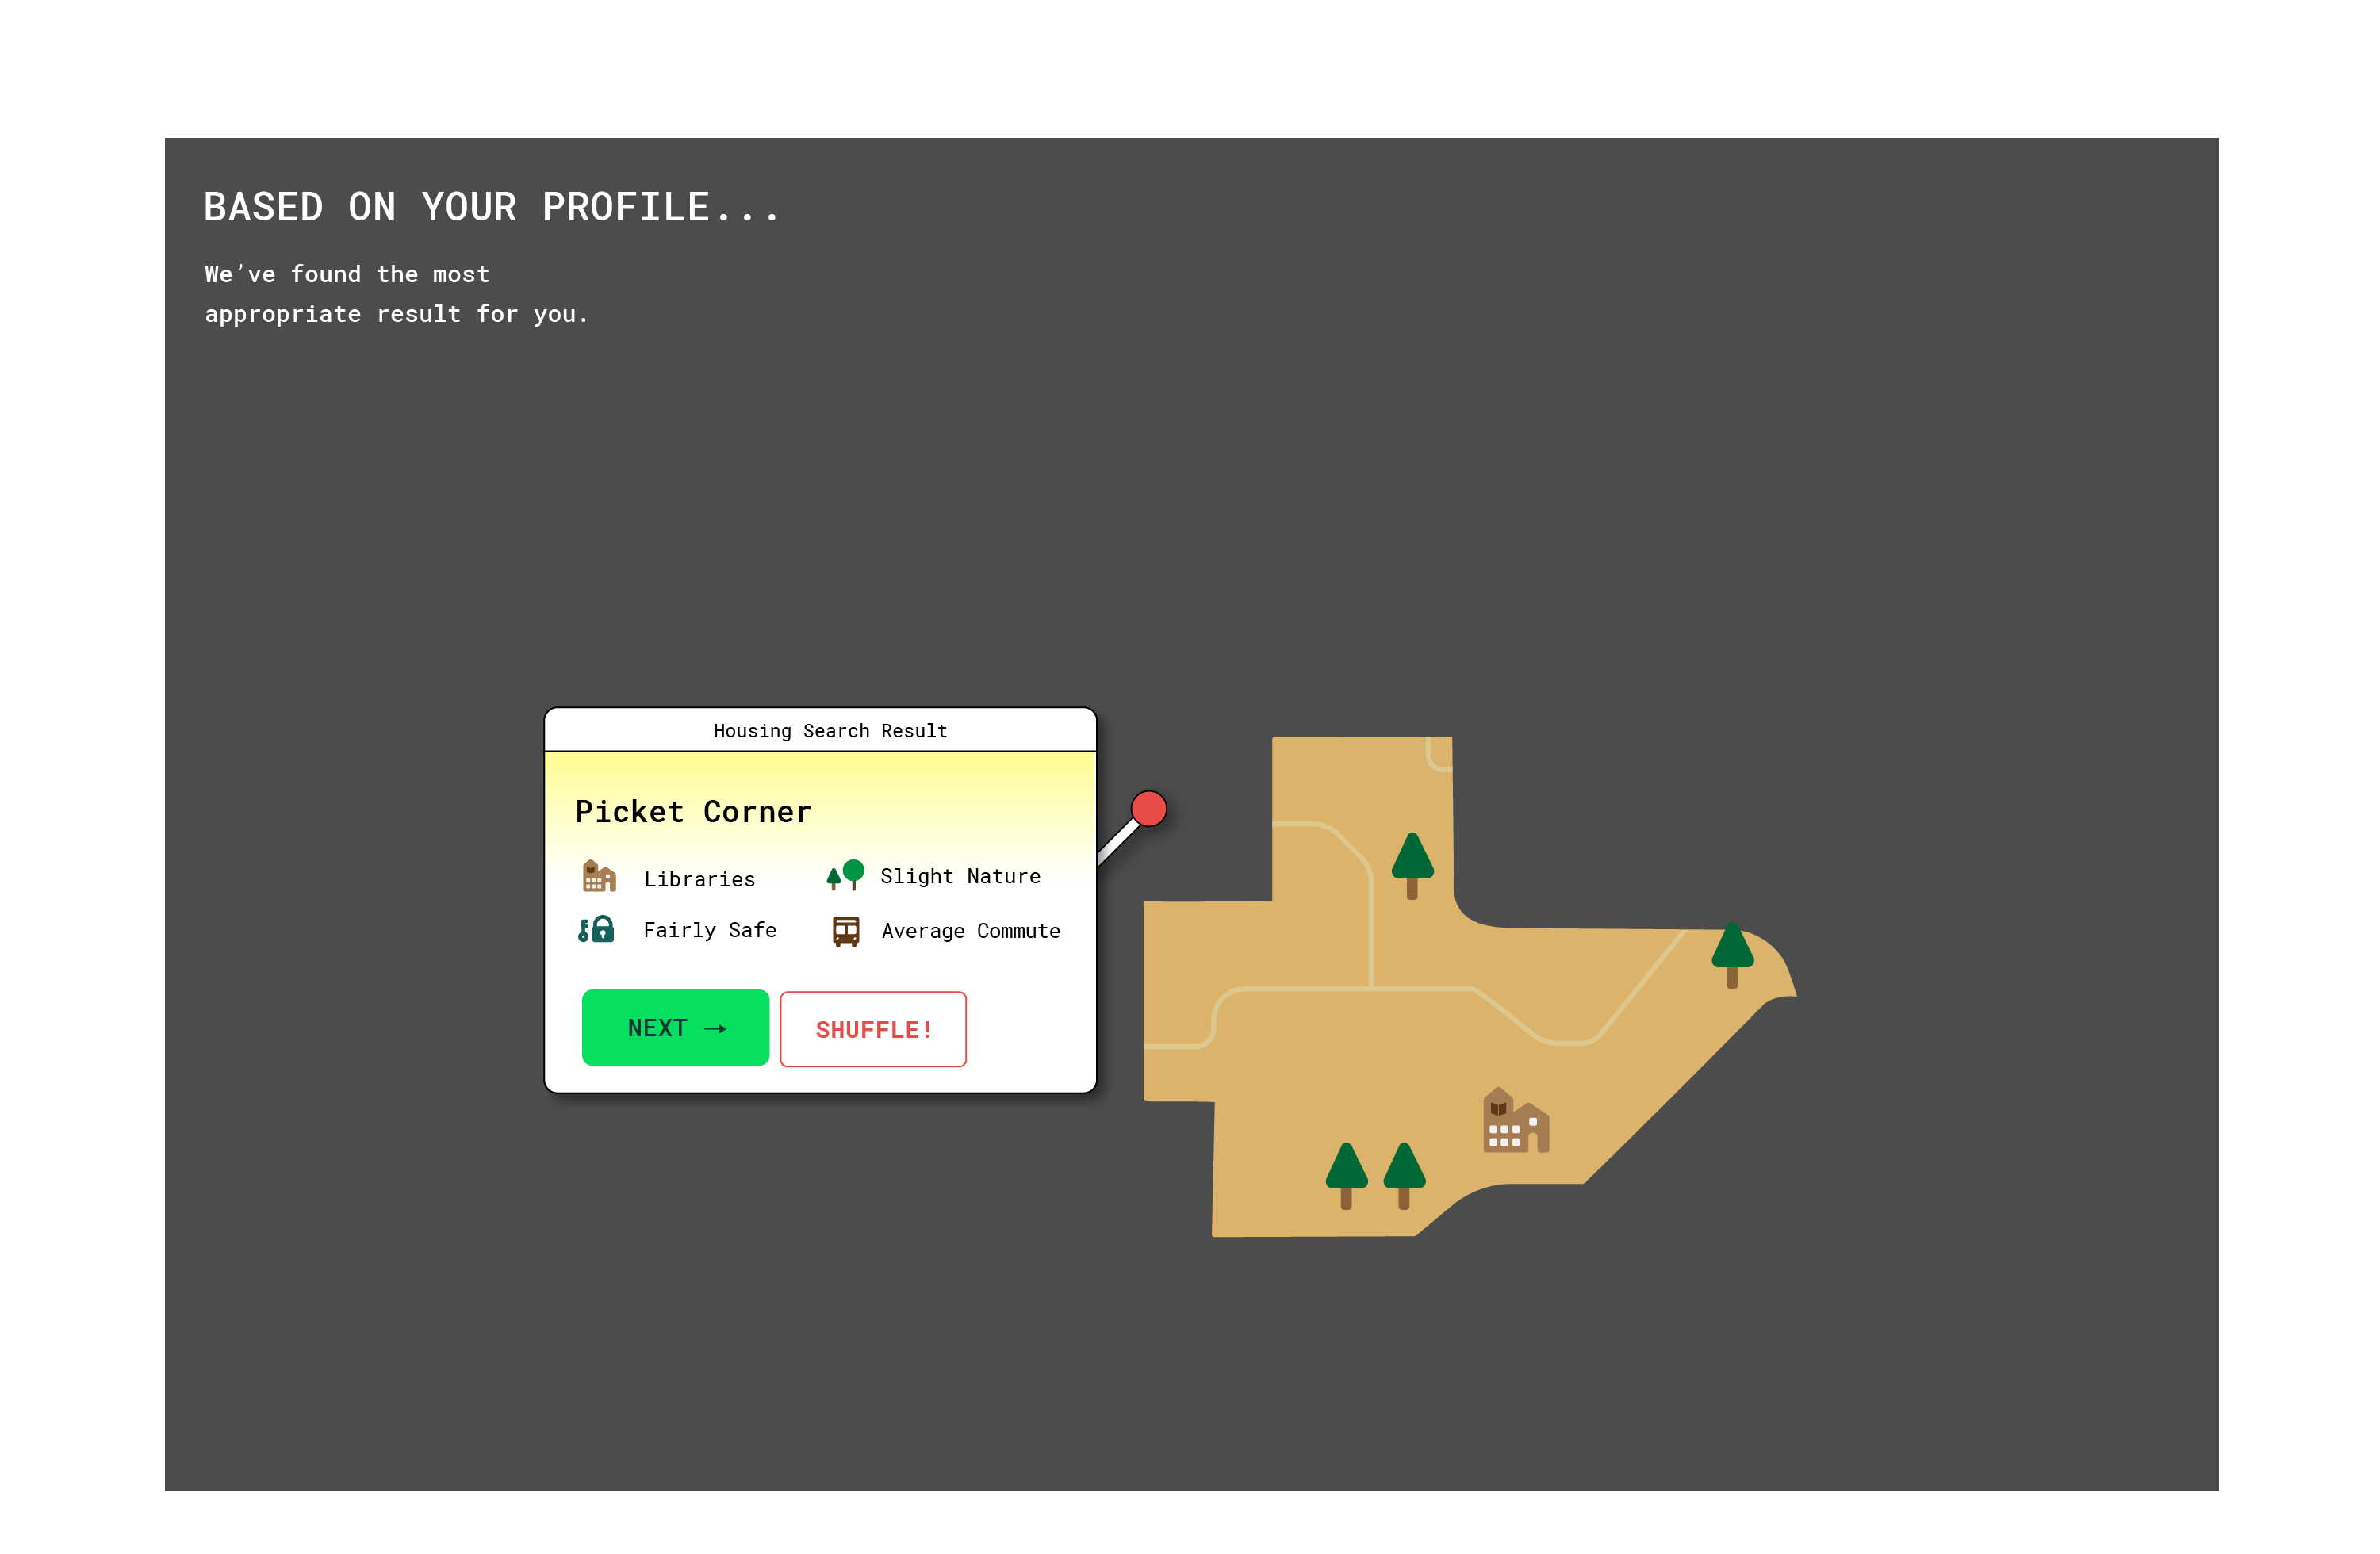 BASED ON YOUR PROFILE...
We’ve found the most
appropriate result for you.
Housing Search Result
Picket Corner
Libraries
Slight Nature
Fairly Safe
Average Commute
NEXT →
SHUFFLE!